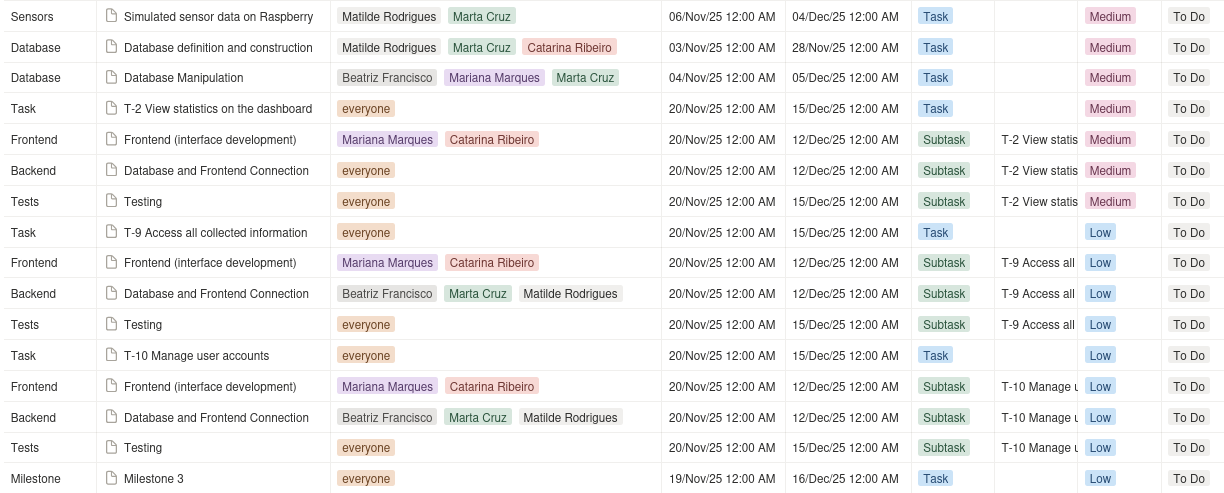 Sensors Simulated sensor data on Raspberry Matilde Rodrigues Marta Cruz 06/Nov/25 12:00 AM 04/Dec/25 12:00 AM Task Medium To Do
Database Database definition and construction Matilde Rodrigues Marta Cruz Catarina Ribeiro 03/Nov/25 12:00 AM 28/Nov/25 12:00 AM Task Medium To Do
Database Database Manipulation Beatriz Francisco Mariana Marques Marta Cruz 04/Nov/25 12:00 AM 05/Dec/25 12:00 AM Task Medium To Do
Task T-2 View statistics on the dashboard everyone 20/Nov/25 12:00 AM 15/Dec/25 12:00 AM Task Medium To Do
Frontend Frontend (interface development) Mariana Marques Catarina Ribeiro 20/Nov/25 12:00 AM 12/Dec/25 12:00 AM Subtask T-2 View statis Medium To Do
Backend Database and Frontend Connection everyone 20/Nov/25 12:00 AM 12/Dec/25 12:00 AM Subtask T-2 View statis Medium To Do
Tests Testing everyone 20/Nov/25 12:00 AM 15/Dec/25 12:00 AM Subtask T-2 View statis Medium To Do
Task T-9 Access all collected information everyone 20/Nov/25 12:00 AM 15/Dec/25 12:00 AM Task Low To Do
Frontend Frontend (interface development) Mariana Marques Catarina Ribeiro 20/Nov/25 12:00 AM 12/Dec/25 12:00 AM Subtask T-9 Access all Low To Do
Backend Database and Frontend Connection Beatriz Francisco Marta Cruz Matilde Rodrigues 20/Nov/25 12:00 AM 12/Dec/25 12:00 AM Subtask T-9 Access all Low To Do
Tests Testing everyone 20/Nov/25 12:00 AM 15/Dec/25 12:00 AM Subtask T-9 Access all Low To Do
Task T-10 Manage user accounts everyone 20/Nov/25 12:00 AM 15/Dec/25 12:00 AM Task Low To Do
Frontend Frontend (interface development) Mariana Marques Catarina Ribeiro 20/Nov/25 12:00 AM 12/Dec/25 12:00 AM Subtask T-10 Manage u Low To Do
Backend Database and Frontend Connection Beatriz Francisco Marta Cruz Matilde Rodrigues 20/Nov/25 12:00 AM 12/Dec/25 12:00 AM Subtask T-10 Manage u Low To Do
Tests Testing everyone 20/Nov/25 12:00 AM 15/Dec/25 12:00 AM Subtask T-10 Manage u Low To Do
Milestone Milestone 3 everyone 19/Nov/25 12:00 AM 16/Dec/25 12:00 AM Task Low To Do